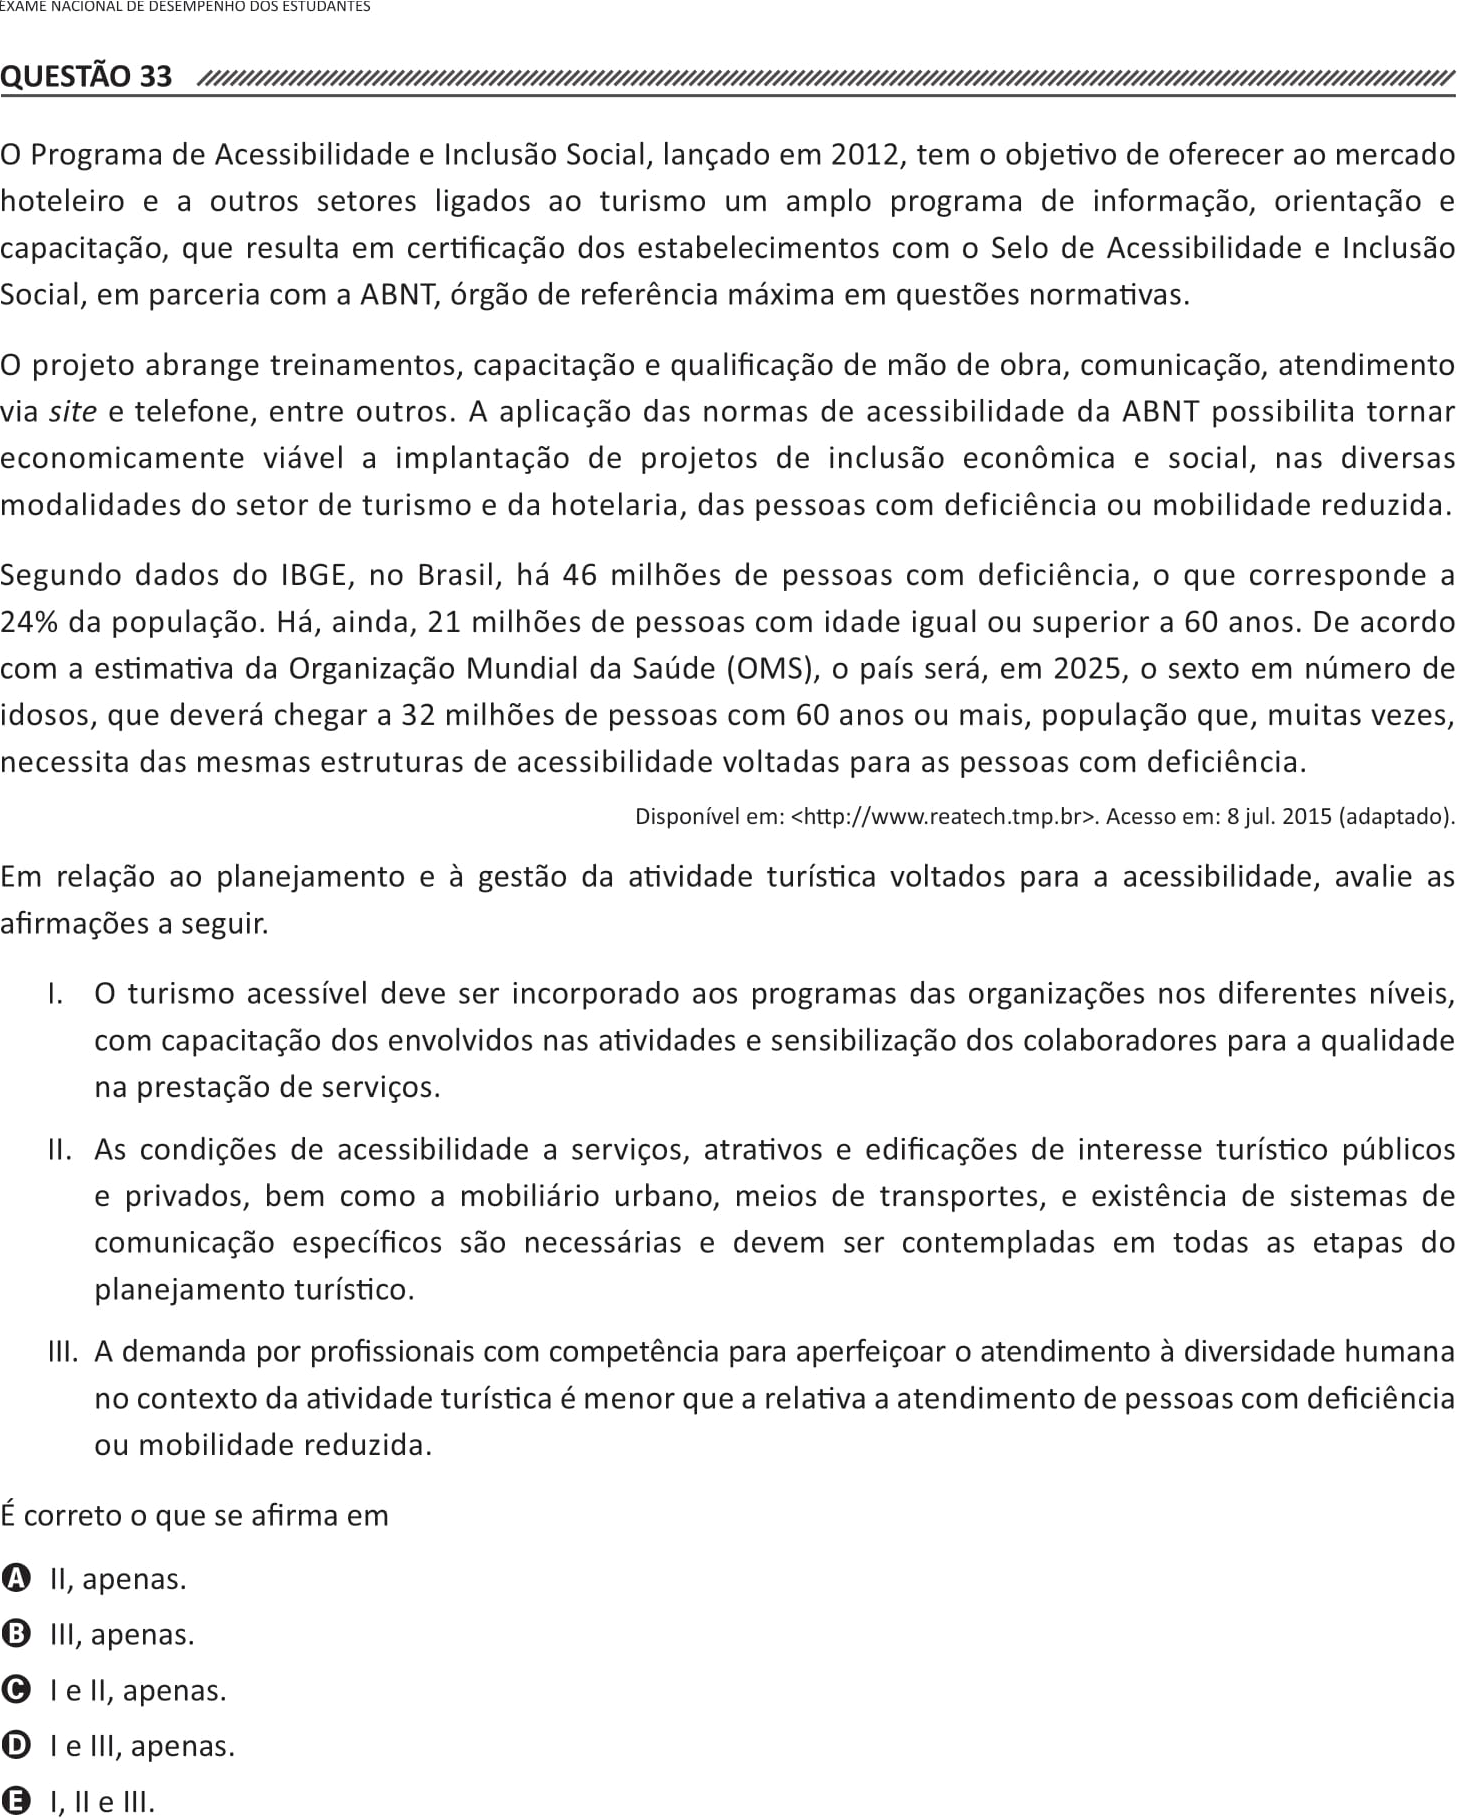 EXAME NACIONAL DE DESEMPENHO DOS ESTUDANTES
QUESTÃO 33
O Programa de Acessibilidade e Inclusão Social, lançado em 2012, tem o objetivo de oferecer ao mercado
hoteleiro e a outros setores ligados ao turismo um amplo programa de informação, orientação e
capacitação, que resulta em certificação dos estabelecimentos com o Selo de Acessibilidade e Inclusão
Social, em parceria com a ABNT, órgão de referência máxima em questões normativas.
O projeto abrange treinamentos, capacitação e qualificação de mão de obra, comunicação, atendimento
via site e telefone, entre outros. A aplicação das normas de acessibilidade da ABNT possibilita tornar
economicamente viável a implantação de projetos de inclusão econômica e social, nas diversas
modalidades do setor de turismo e da hotelaria, das pessoas com deficiência ou mobilidade reduzida.
Segundo dados do IBGE, no Brasil, há 46 milhões de pessoas com deficiência, o que corresponde a
24% da população. Há, ainda, 21 milhões de pessoas com idade igual ou superior a 60 anos. De acordo
com a estimativa da Organização Mundial da Saúde (OMS), o país será, em 2025, o sexto em número de
idosos, que deverá chegar a 32 milhões de pessoas com 60 anos ou mais, população que, muitas vezes,
necessita das mesmas estruturas de acessibilidade voltadas para as pessoas com deficiência.
Disponível em: <http://www.reatech.tmp.br>. Acesso em: 8 jul. 2015 (adaptado).
Em relação ao planejamento e à gestão da atividade turística voltados para a acessibilidade, avalie as
afirmações a seguir.
I. O turismo acessível deve ser incorporado aos programas das organizações nos diferentes níveis,
com capacitação dos envolvidos nas atividades e sensibilização dos colaboradores para a qualidade
na prestação de serviços.
II. As condições de acessibilidade a serviços, atrativos e edificações de interesse turístico públicos
e privados, bem como a mobiliário urbano, meios de transportes, e existência de sistemas de
comunicação específicos são necessárias e devem ser contempladas em todas as etapas do
planejamento turístico.
III. A demanda por profissionais com competência para aperfeiçoar o atendimento à diversidade humana
no contexto da atividade turística é menor que a relativa a atendimento de pessoas com deficiência
ou mobilidade reduzida.
É correto o que se afirma em
A II, apenas.
B III, apenas.
C I e II, apenas.
D I e III, apenas.
E I, II e III.